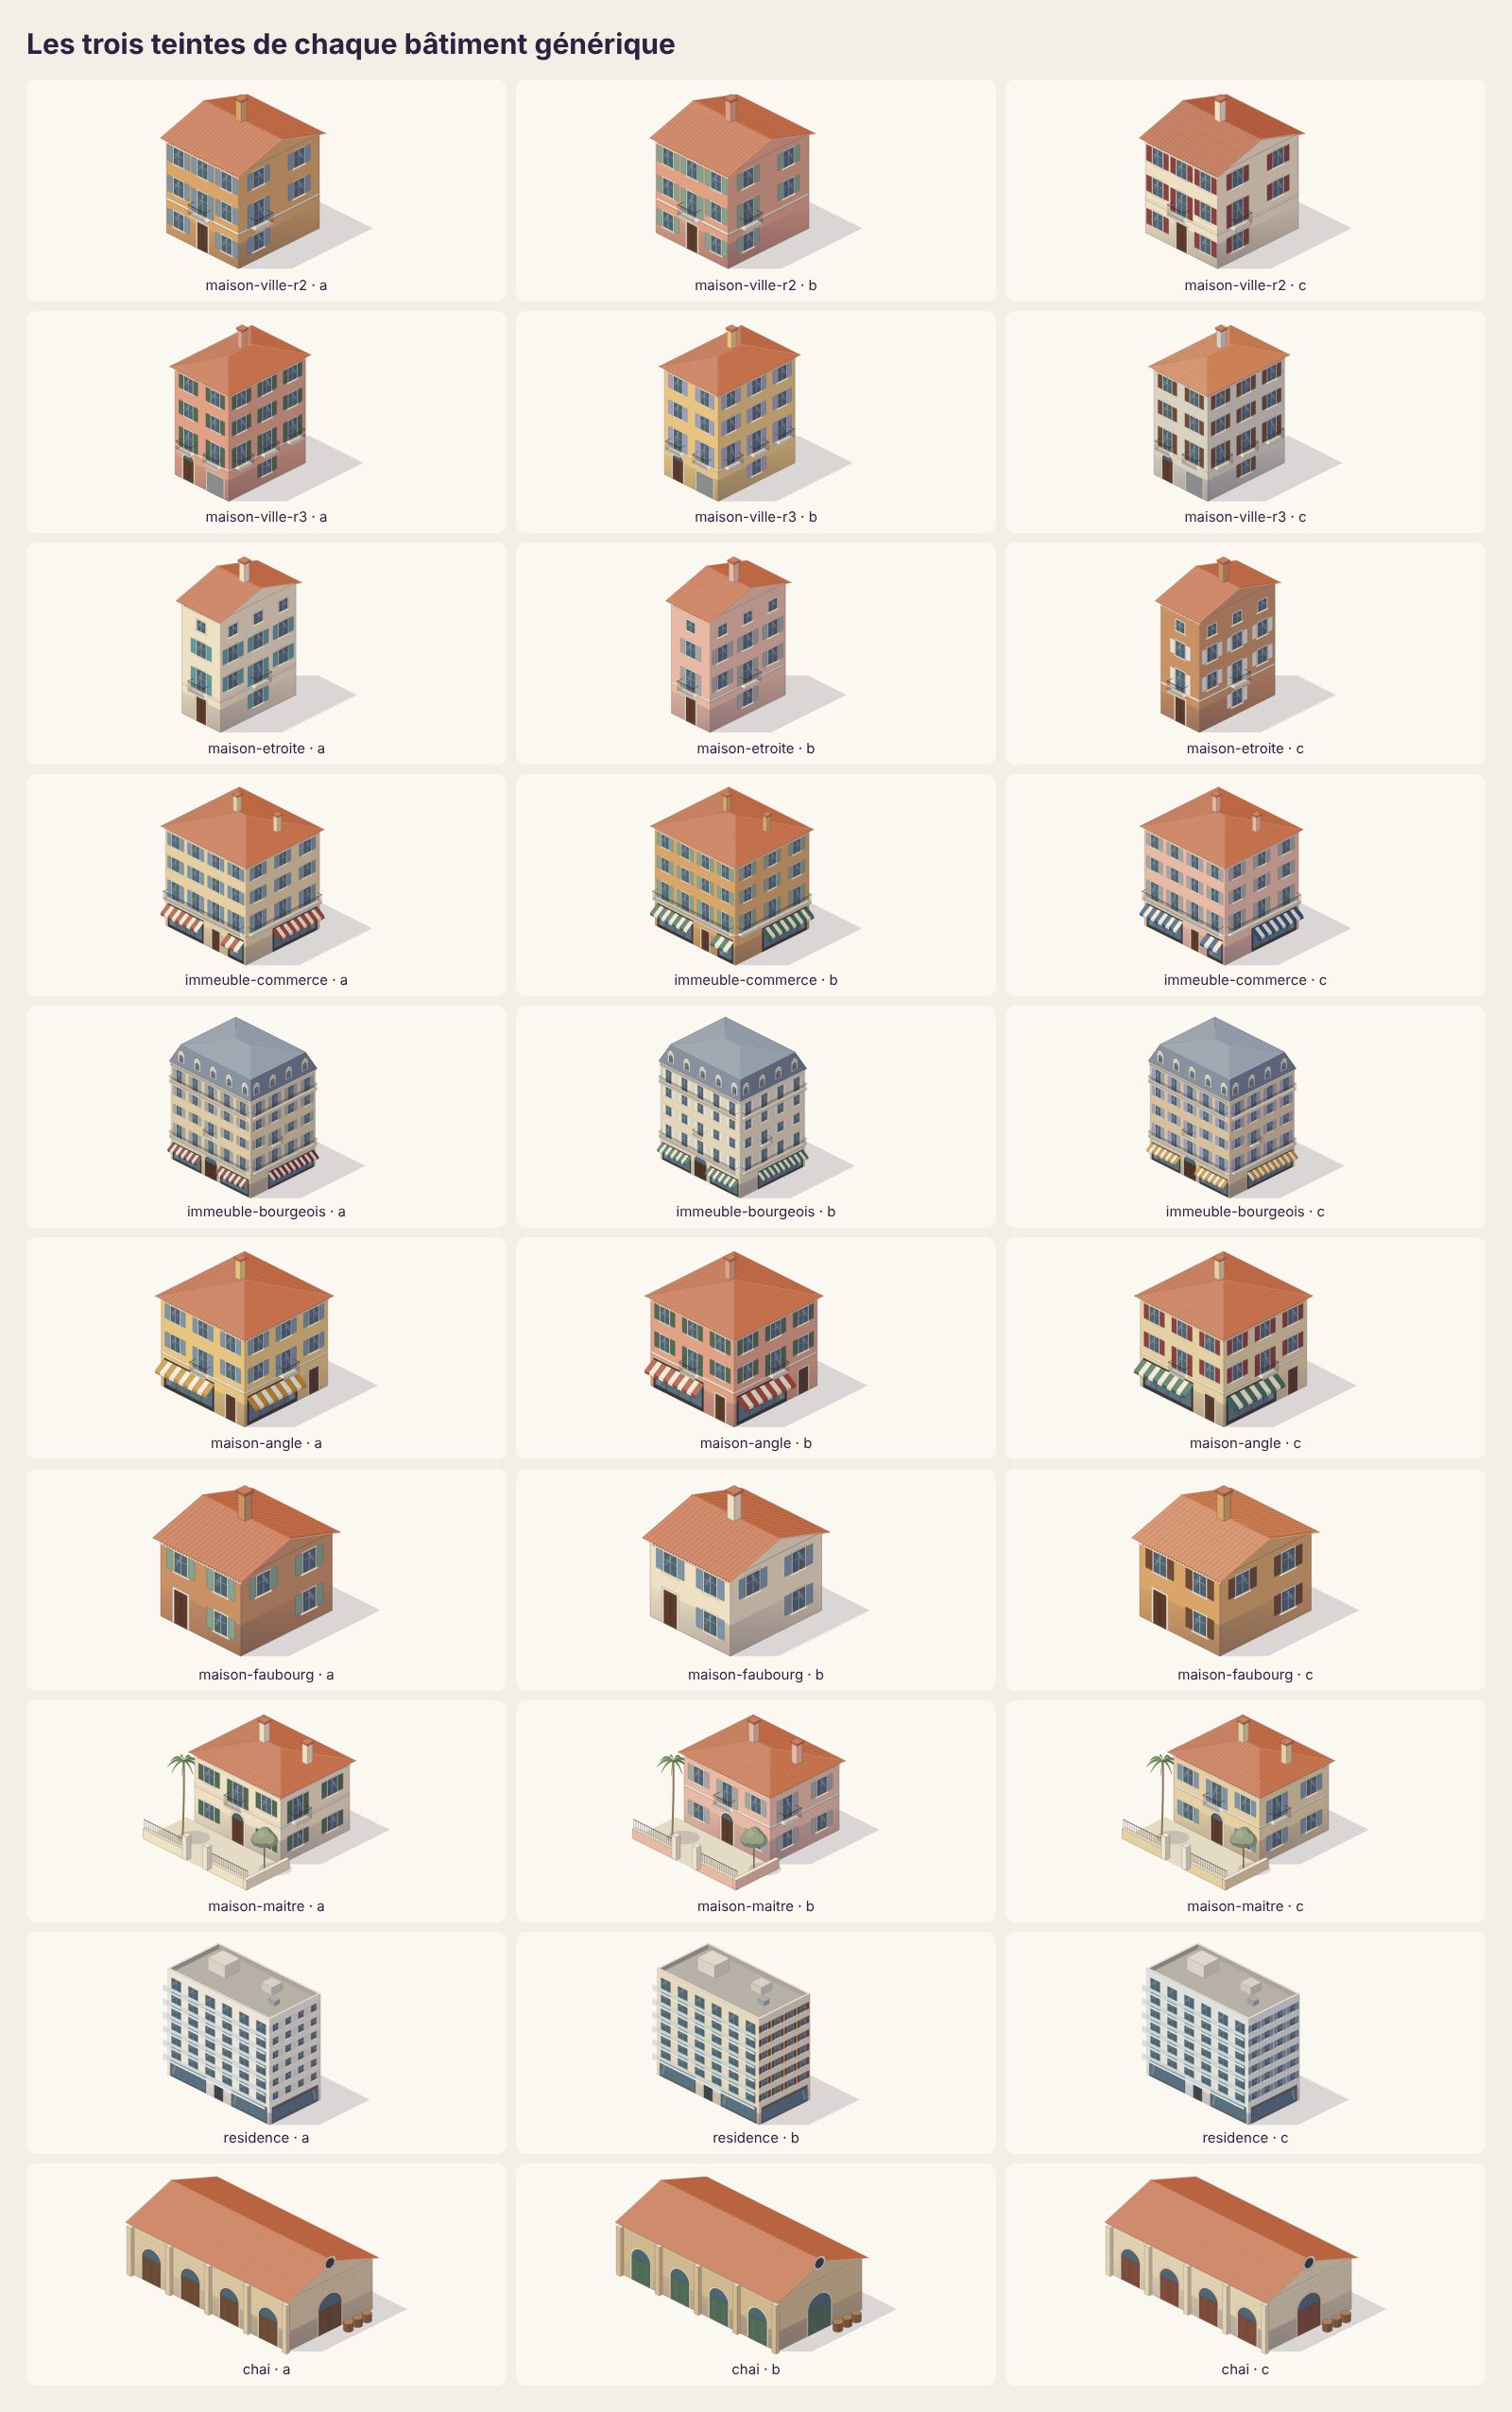 Les trois teintes de chaque bâtiment générique
maison-ville-r2 · a
maison-ville-r2 · b
maison-ville-r2 · c
maison-ville-r3 · a
maison-ville-r3 · b
maison-ville-r3 · c
maison-etroite · a
maison-etroite · b
maison-etroite · c
immeuble-commerce · a
immeuble-commerce · b
immeuble-commerce · c
immeuble-bourgeois · a
immeuble-bourgeois · b
immeuble-bourgeois · c
maison-angle · a
maison-angle · b
maison-angle · c
maison-faubourg · a
maison-faubourg · b
maison-faubourg · c
maison-maitre · a
maison-maitre · b
maison-maitre · c
residence · a
residence · b
residence · c
chai · a
chai · b
chai · c